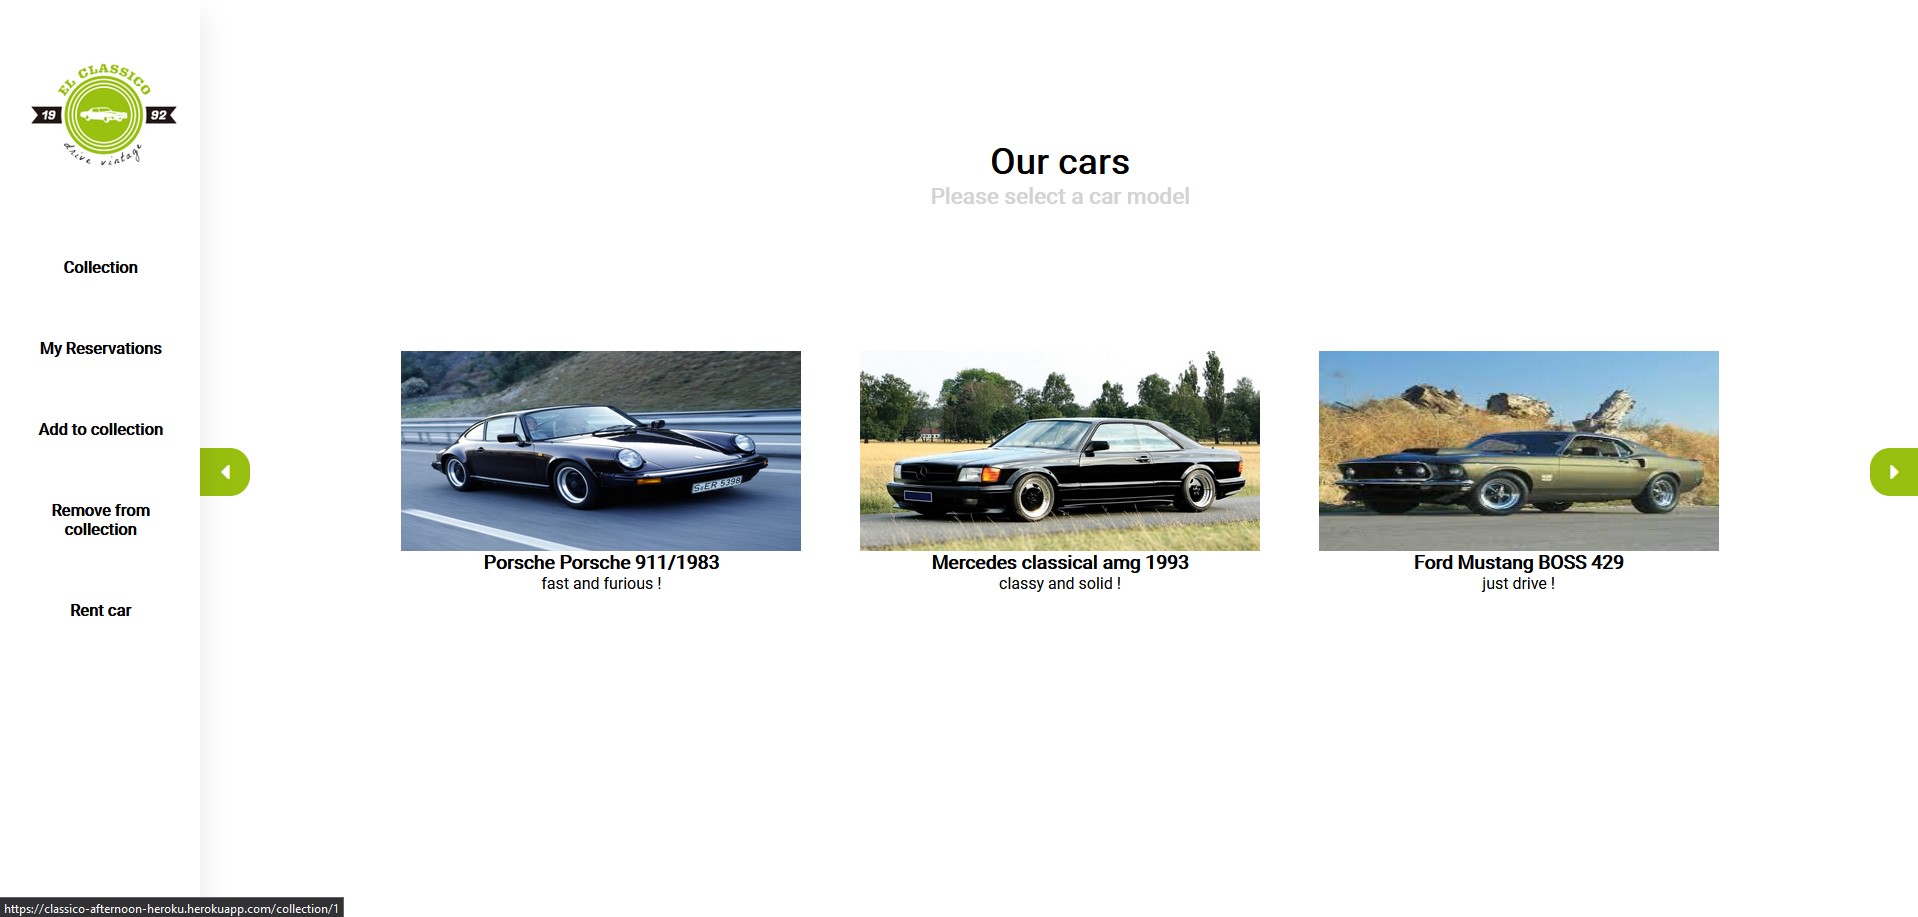 EL CLASSICO
19 92
drive vintage
Collection
My Reservations
Add to collection
Remove from
collection
Rent car
Our cars
Please select a car model
S ER 5398
Porsche Porsche 911/1983
fast and furious !
Mercedes classical amg 1993
classy and solid !
Ford Mustang BOSS 429
just drive !
https://classico-afternoon-heroku.herokuapp.com/collection/1